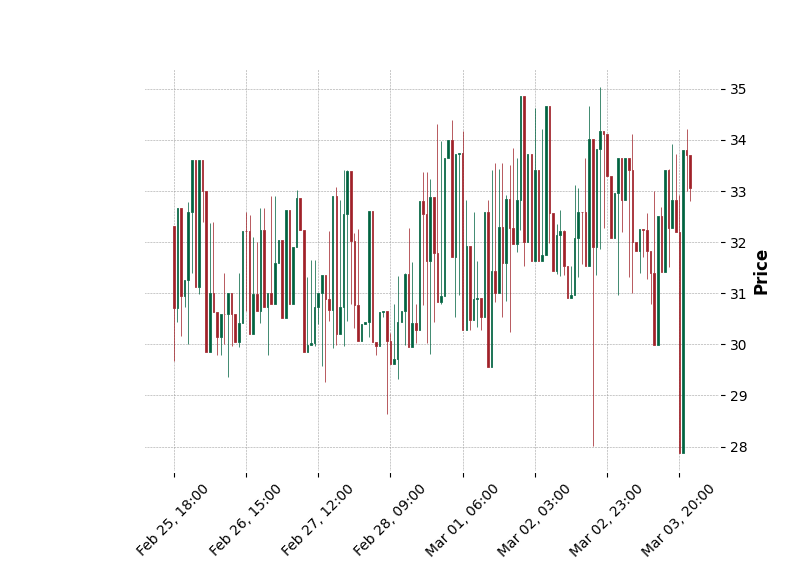 35
34
33
32
31
30
29
28
Price
Feb 25, 18:00
Feb 26, 15:00
Feb 27, 12:00
Feb 28, 09:00
Mar 01, 06:00
Mar 02, 03:00
Mar 02, 23:00
Mar 03, 20:00